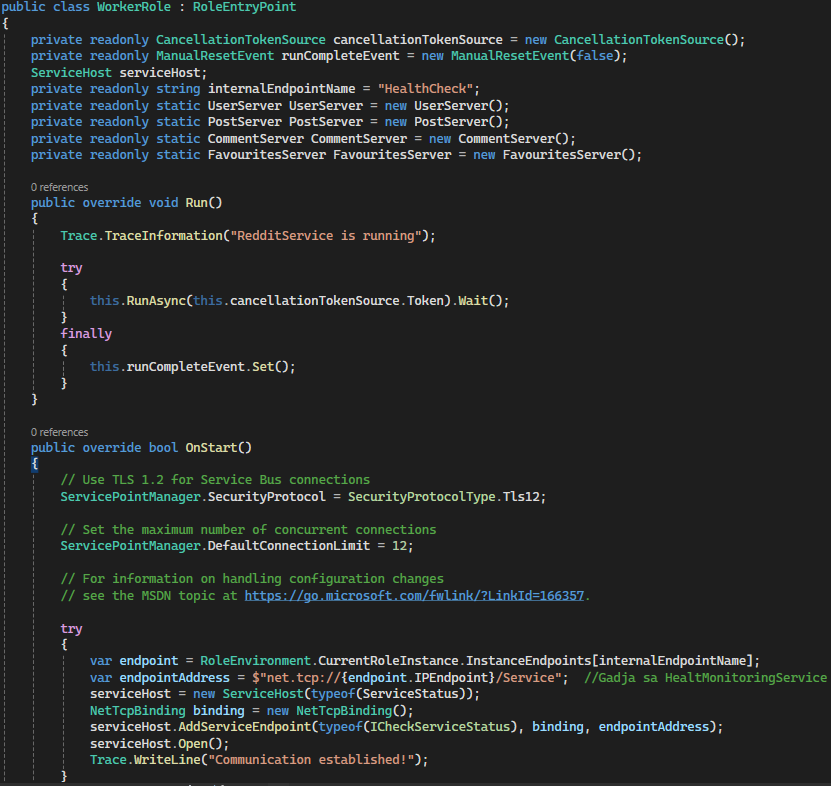 public class WorkerRole : RoleEntryPoint
{
private readonly CancellationTokenSource cancellationTokenSource = new CancellationTokenSource();
private readonly ManualResetEvent runCompleteEvent = new ManualResetEvent(false);
ServiceHost serviceHost;
private readonly string internalEndpointName = "HealthCheck";
private readonly static UserServer UserServer = new UserServer();
private readonly static PostServer PostServer = new PostServer();
private readonly static CommentServer CommentServer = new CommentServer();
private readonly static FavouritesServer FavouritesServer = new FavouritesServer();
0 references
public override void Run()
{
Trace.TraceInformation("RedditService is running");
try
{
this.RunAsync(this.cancellationTokenSource.Token).Wait();
}
finally
{
this.runCompleteEvent.Set();
}
}
0 references
public override bool OnStart()
{
// Use TLS 1.2 for Service Bus connections
ServicePointManager.SecurityProtocol = SecurityProtocolType.Tls12;
// Set the maximum number of concurrent connections
ServicePointManager.DefaultConnectionLimit = 12;
// For information on handling configuration changes
// see the MSDN topic at https://go.microsoft.com/fwlink/?LinkId=166357.
try
{
var endpoint = RoleEnvironment.CurrentRoleInstance.InstanceEndpoints[internalEndpointName];
var endpointAddress = $"net.tcp://{endpoint.IPEndpoint}/Service";  //Gadja sa HealtMonitoringService
serviceHost = new ServiceHost(typeof(ServiceStatus));
NetTcpBinding binding = new NetTcpBinding();
serviceHost.AddServiceEndpoint(typeof(ICheckServiceStatus), binding, endpointAddress);
serviceHost.Open();
Trace.WriteLine("Communication established!");
}